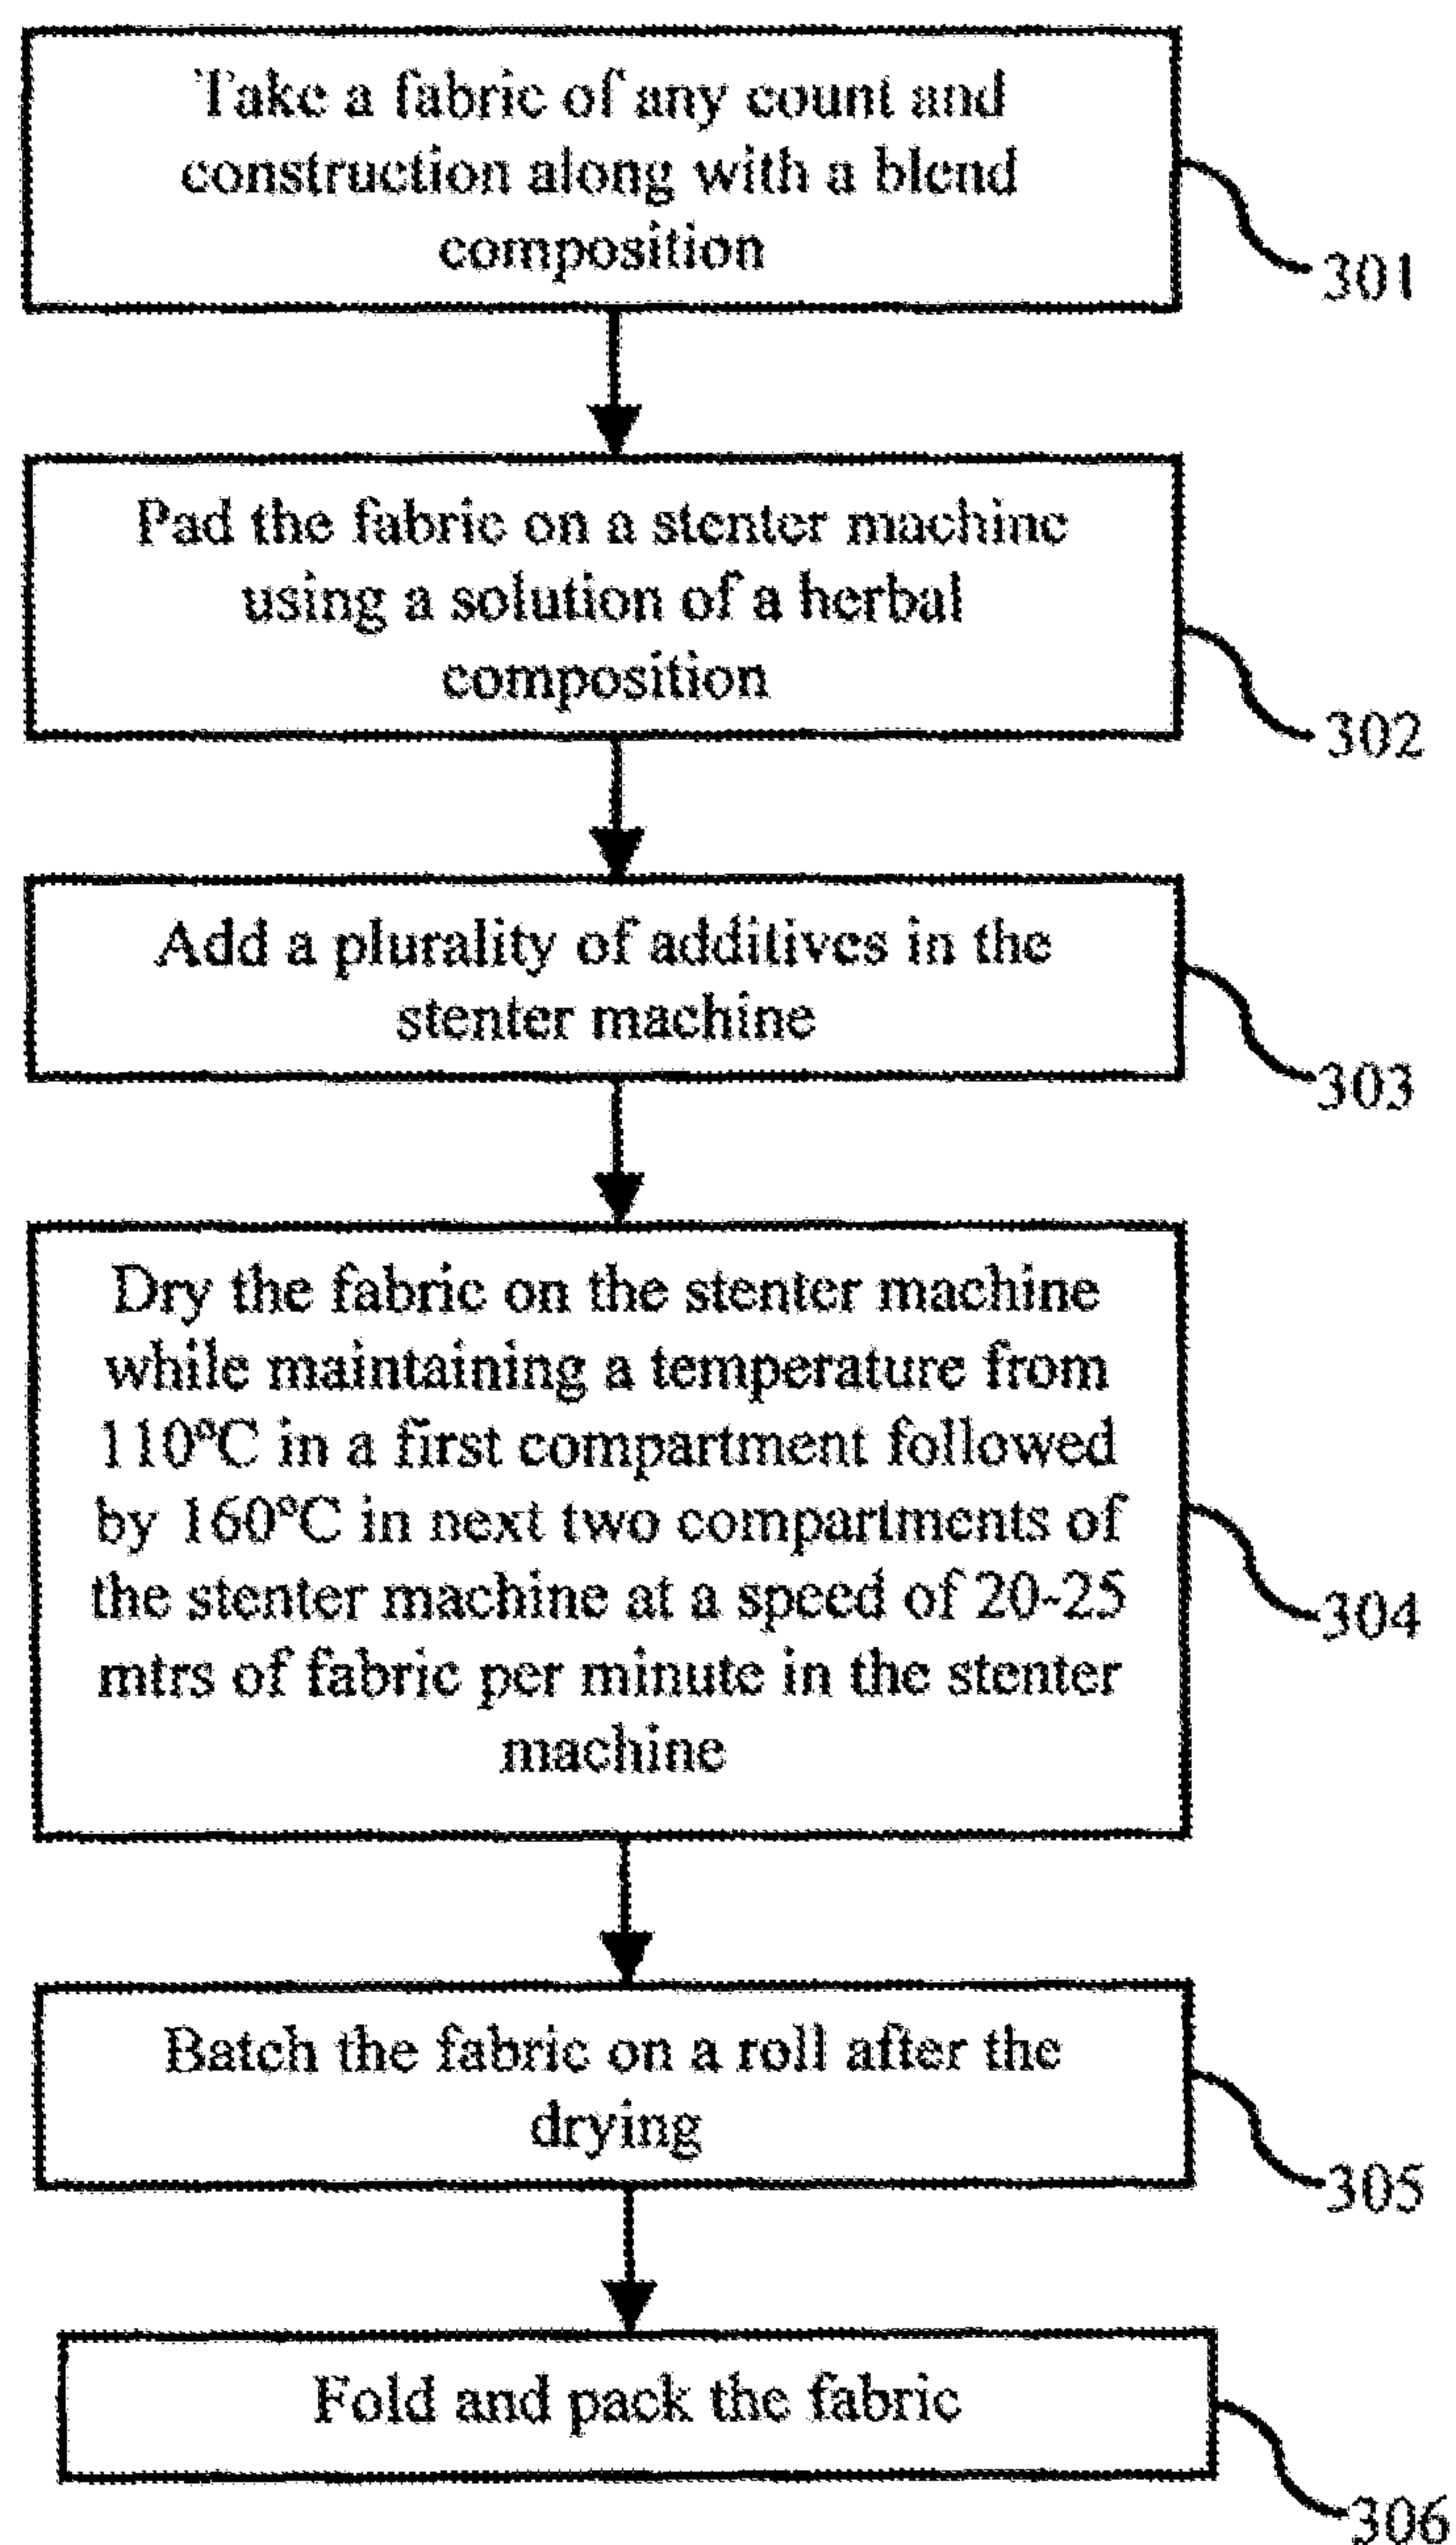 Take a fabric of any count and
construction along with a blend
composition
301
Pad the fabric on a stenter machine
using a solution of a herbal
composition
302
Add a plurality of additives in the
stenter machine
303
Dry the fabric on the stenter machine
while maintaining a temperature from
110ºC in a first compartment followed
by 160ºC in next two compartments of
the stenter machine at a speed of 20-25
mtrs of fabric per minute in the stenter
machine
304
Batch the fabric on a roll after the
drying
305
Fold and pack the fabric
306